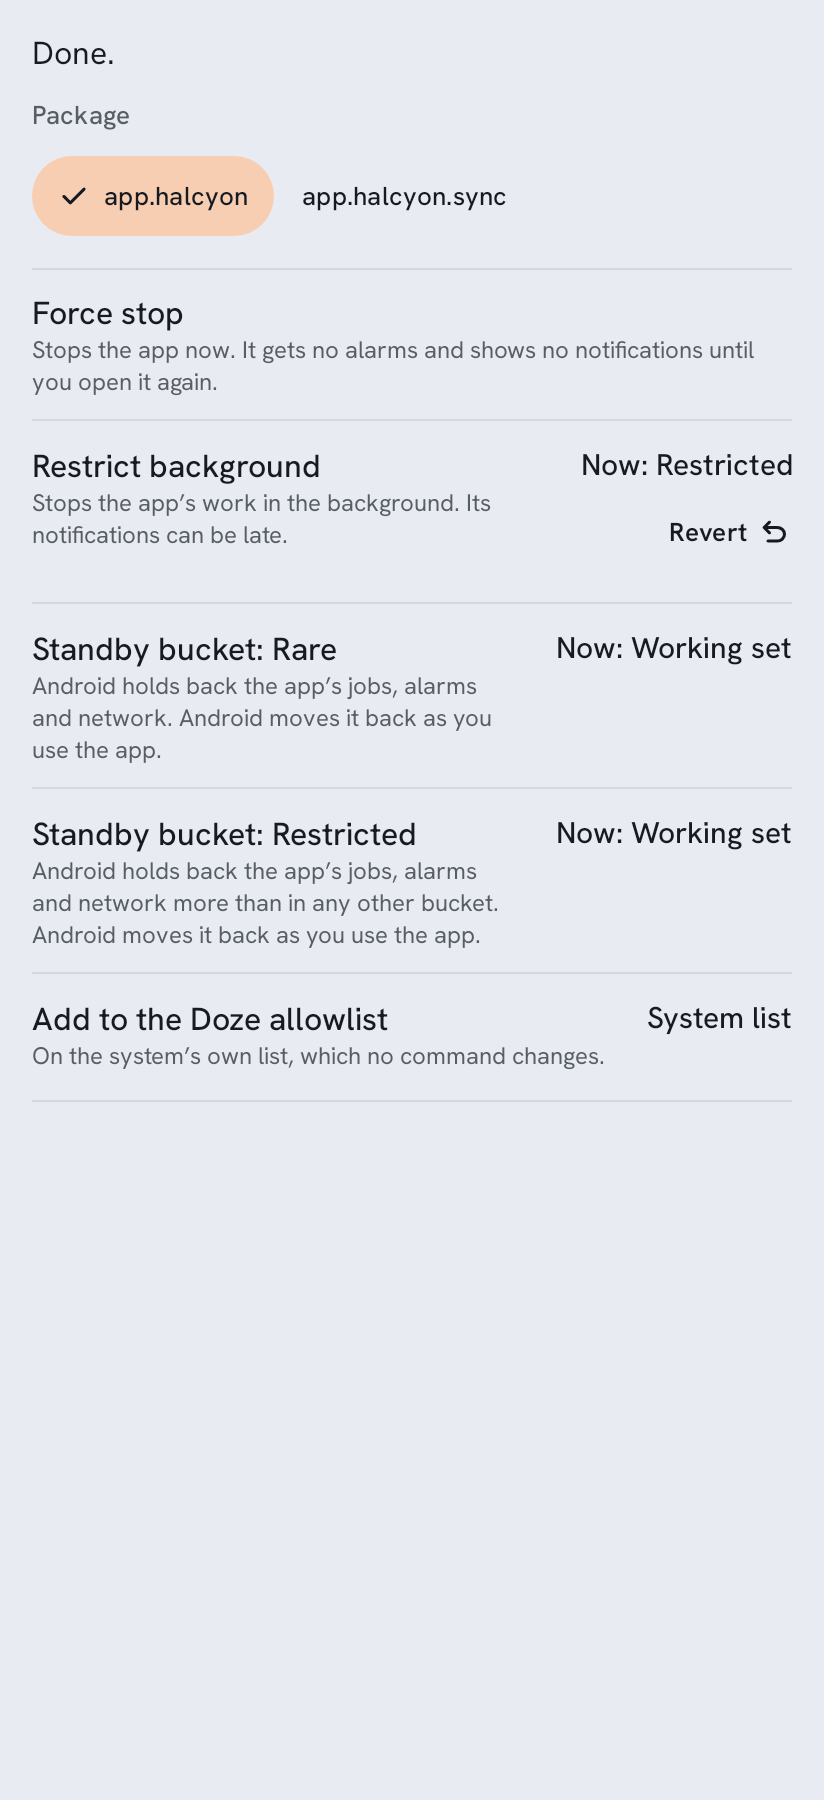 Done.
Package
app.halcyon
app.halcyon.sync
Force stop
Stops the app now. It gets no alarms and shows no notifications until
you open it again.
Restrict background
Now: Restricted
Stops the app’s work in the background. Its
notifications can be late.
Revert
Standby bucket: Rare
Now: Working set
Android holds back the app’s jobs, alarms
and network. Android moves it back as you
use the app.
Standby bucket: Restricted
Now: Working set
Android holds back the app’s jobs, alarms
and network more than in any other bucket.
Android moves it back as you use the app.
Add to the Doze allowlist
System list
On the system’s own list, which no command changes.